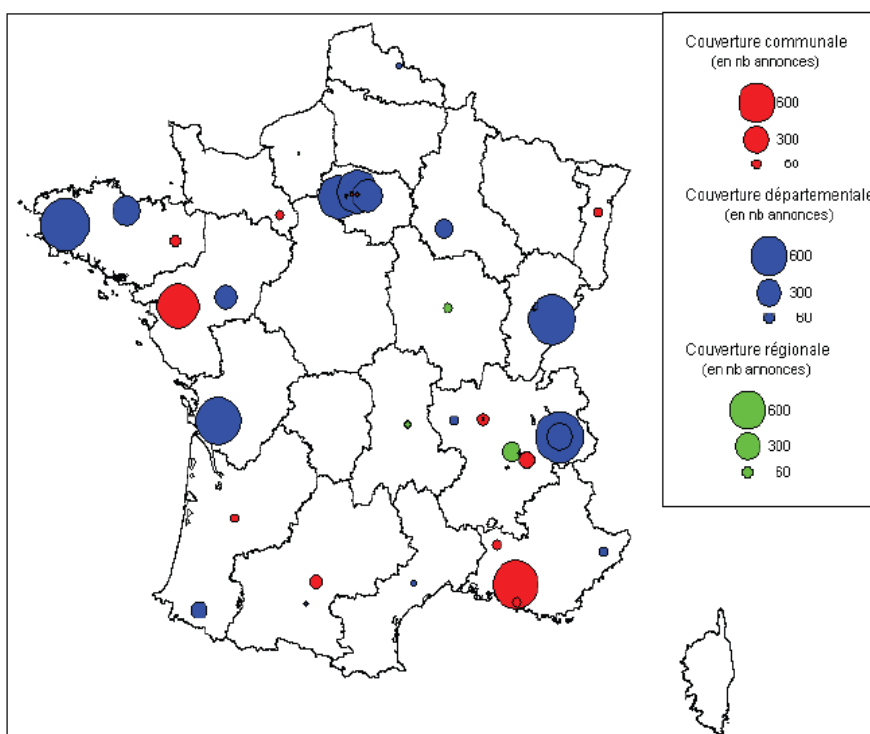 Couverture communale
(en nb annonces)
600
300
60
Couverture départementale
(en nb annonces)
600
300
60
Couverture régionale
(en nb annonces)
600
300
60